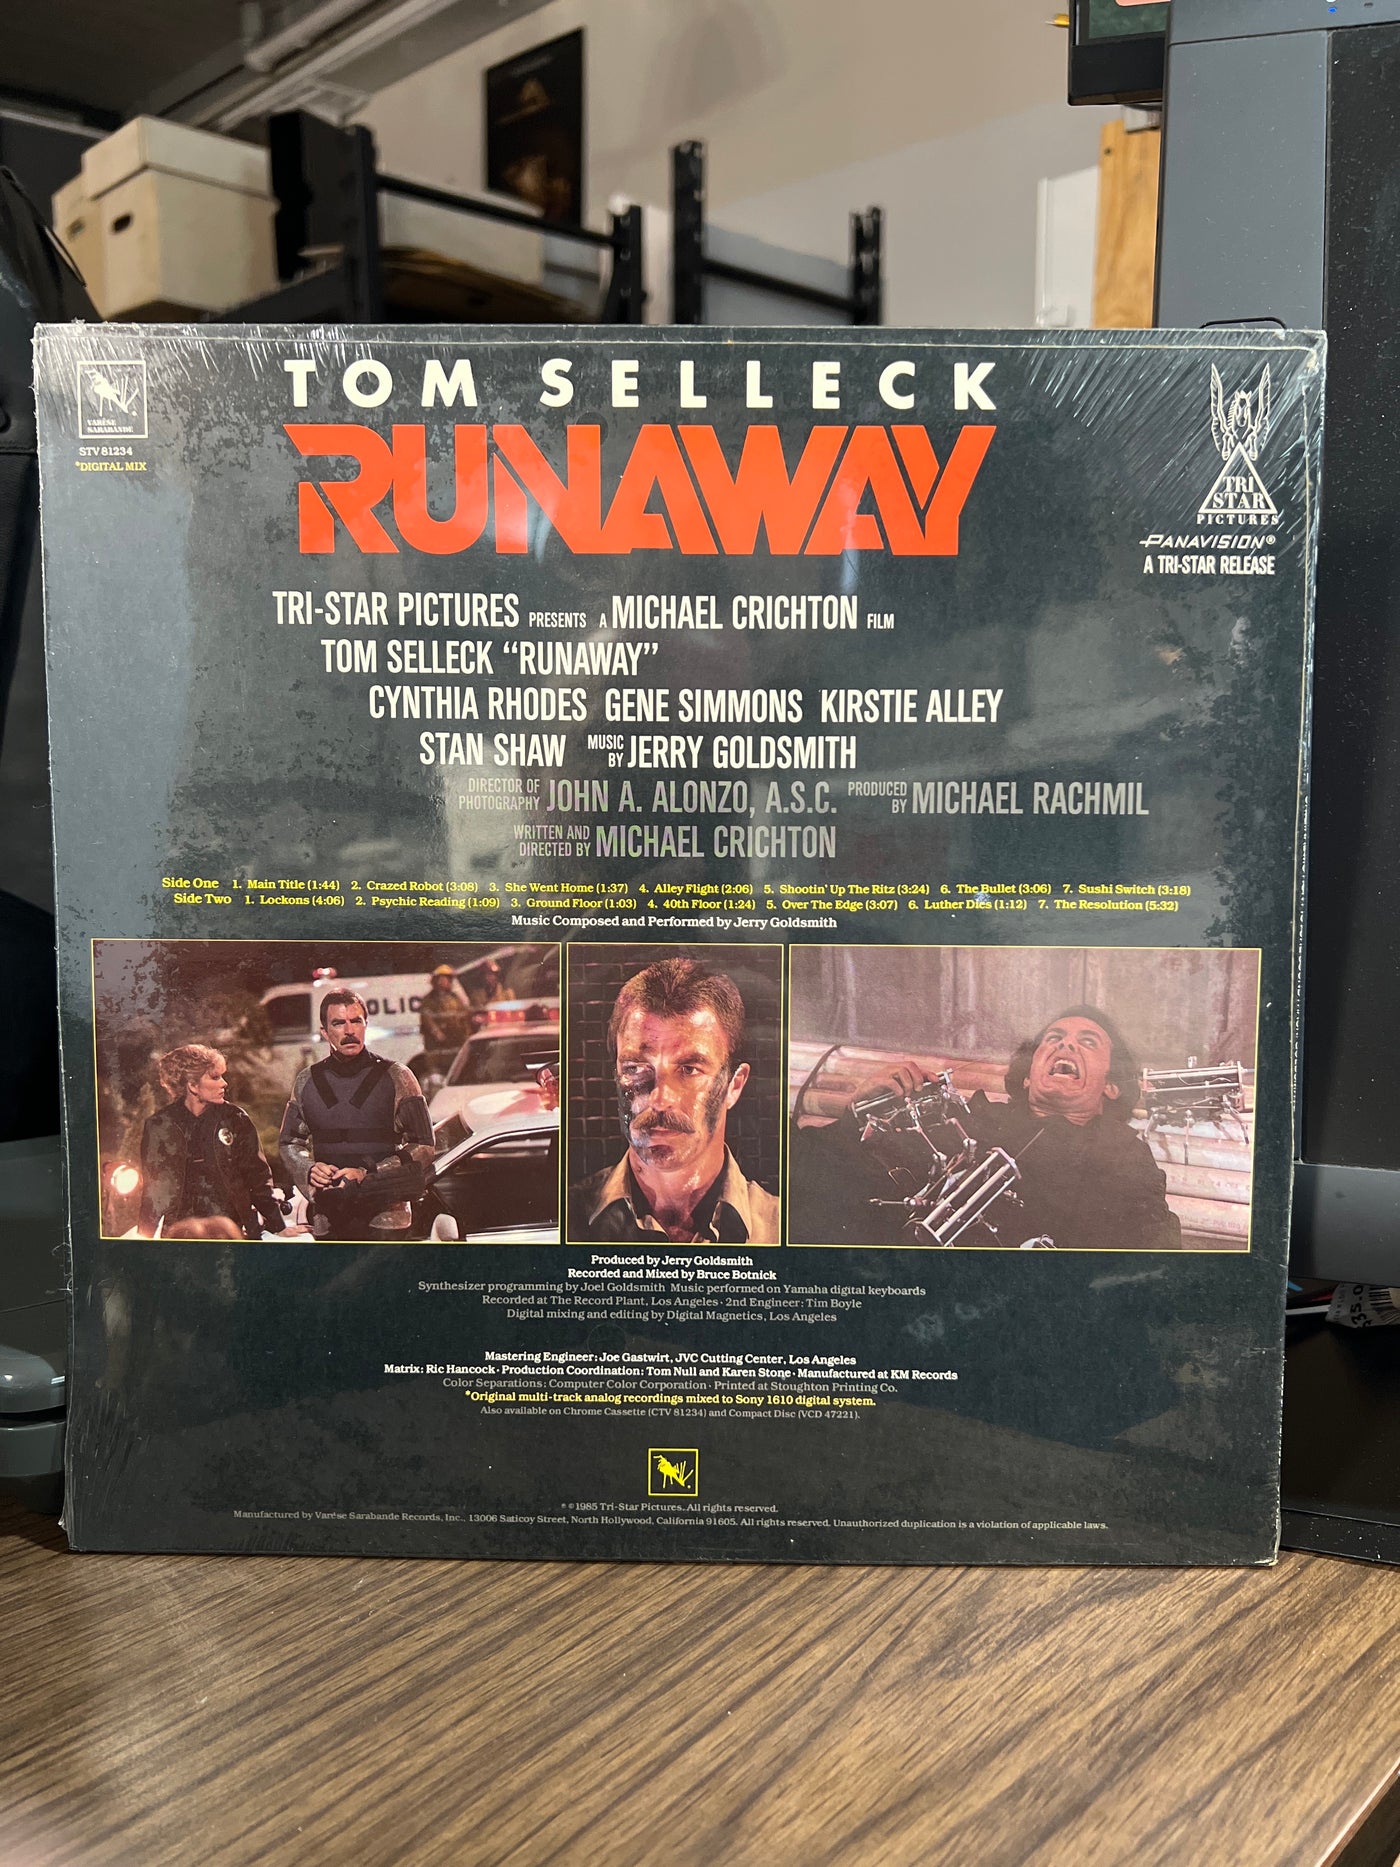 VARÈSE
SARABANDE
STV 81234
*DIGITAL MIX
TOM SELLECK
RUNAWAY
TRI
STAR
PICTURES
PANAVISION®
A TRI-STAR RELEASE
TRI-STAR PICTURES PRESENTS A MICHAEL CRICHTON FILM
TOM SELLECK “RUNAWAY”
CYNTHIA RHODES GENE SIMMONS KIRSTIE ALLEY
STAN SHAW MUSIC BY JERRY GOLDSMITH
DIRECTOR OF PHOTOGRAPHY JOHN A. ALONZO, A.S.C. PRODUCED BY MICHAEL RACHMIL
WRITTEN AND DIRECTED BY MICHAEL CRICHTON
Side One 1. Main Title (1:44) 2. Crazed Robot (3:08) 3. She Went Home (1:37) 4. Alley Flight (2:06) 5. Shootin' Up The Ritz (3:24) 6. The Bullet (3:06) 7. Sushi Switch (3:18)
Side Two 1. Lockons (4:06) 2. Psychic Reading (1:09) 3. Ground Floor (1:03) 4. 40th Floor (1:24) 5. Over The Edge (3:07) 6. Luther Dies (1:12) 7. The Resolution (5:32)
Music Composed and Performed by Jerry Goldsmith
OLIC
Produced by Jerry Goldsmith
Recorded and Mixed by Bruce Botnick
Synthesizer programming by Joel Goldsmith Music performed on Yamaha digital keyboards
Recorded at The Record Plant, Los Angeles · 2nd Engineer: Tim Boyle
Digital mixing and editing by Digital Magnetics, Los Angeles
Mastering Engineer: Joe Gastwirt, JVC Cutting Center, Los Angeles
Matrix: Ric Hancock · Production Coordination: Tom Null and Karen Stone · Manufactured at KM Records
Color Separations: Computer Color Corporation · Printed at Stoughton Printing Co.
*Original multi-track analog recordings mixed to Sony 1610 digital system.
Also available on Chrome Cassette (CTV 81234) and Compact Disc (VCD 47221).
℗ © 1985 Tri-Star Pictures. All rights reserved.
Manufactured by Varèse Sarabande Records, Inc., 13006 Saticoy Street, North Hollywood, California 91605. All rights reserved. Unauthorized duplication is a violation of applicable laws.